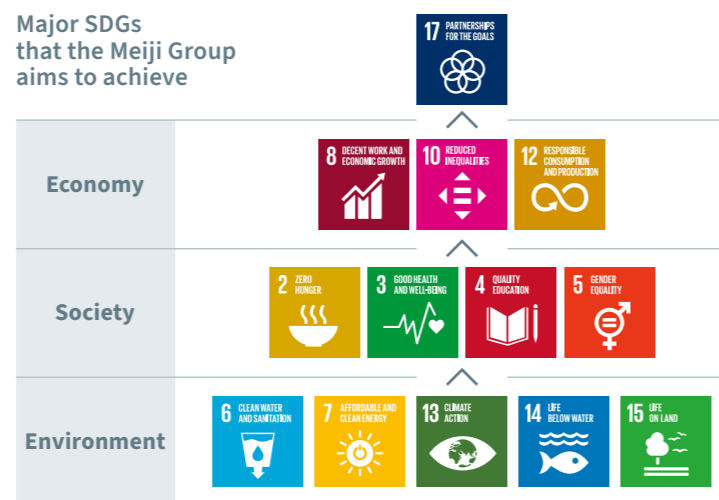 Major SDGs
that the Meiji Group
aims to achieve
17 PARTNERSHIPS
FOR THE GOALS
Economy
8 DECENT WORK AND
ECONOMIC GROWTH
10 REDUCED
INEQUALITIES
12 RESPONSIBLE
CONSUMPTION
AND PRODUCTION
Society
2 ZERO
HUNGER
3 GOOD HEALTH
AND WELL-BEING
4 QUALITY
EDUCATION
5 GENDER
EQUALITY
Environment
6 CLEAN WATER
AND SANITATION
7 AFFORDABLE AND
CLEAN ENERGY
13 CLIMATE
ACTION
14 LIFE
BELOW WATER
15 LIFE
ON LAND